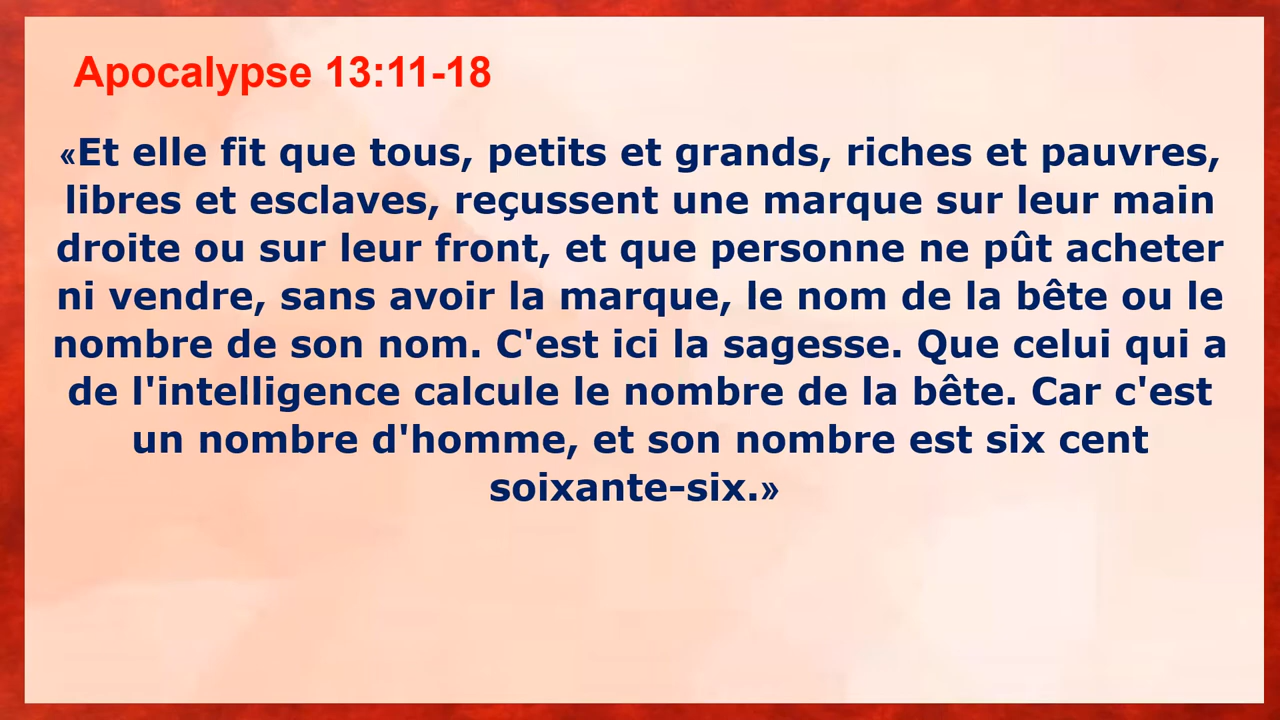 Apocalypse 13:11-18
«Et elle fit que tous, petits et grands, riches et pauvres,
libres et esclaves, reçussent une marque sur leur main
droite ou sur leur front, et que personne ne pût acheter
ni vendre, sans avoir la marque, le nom de la bête ou le
nombre de son nom. C'est ici la sagesse. Que celui qui a
de l'intelligence calcule le nombre de la bête. Car c'est
un nombre d'homme, et son nombre est six cent
soixante-six.»